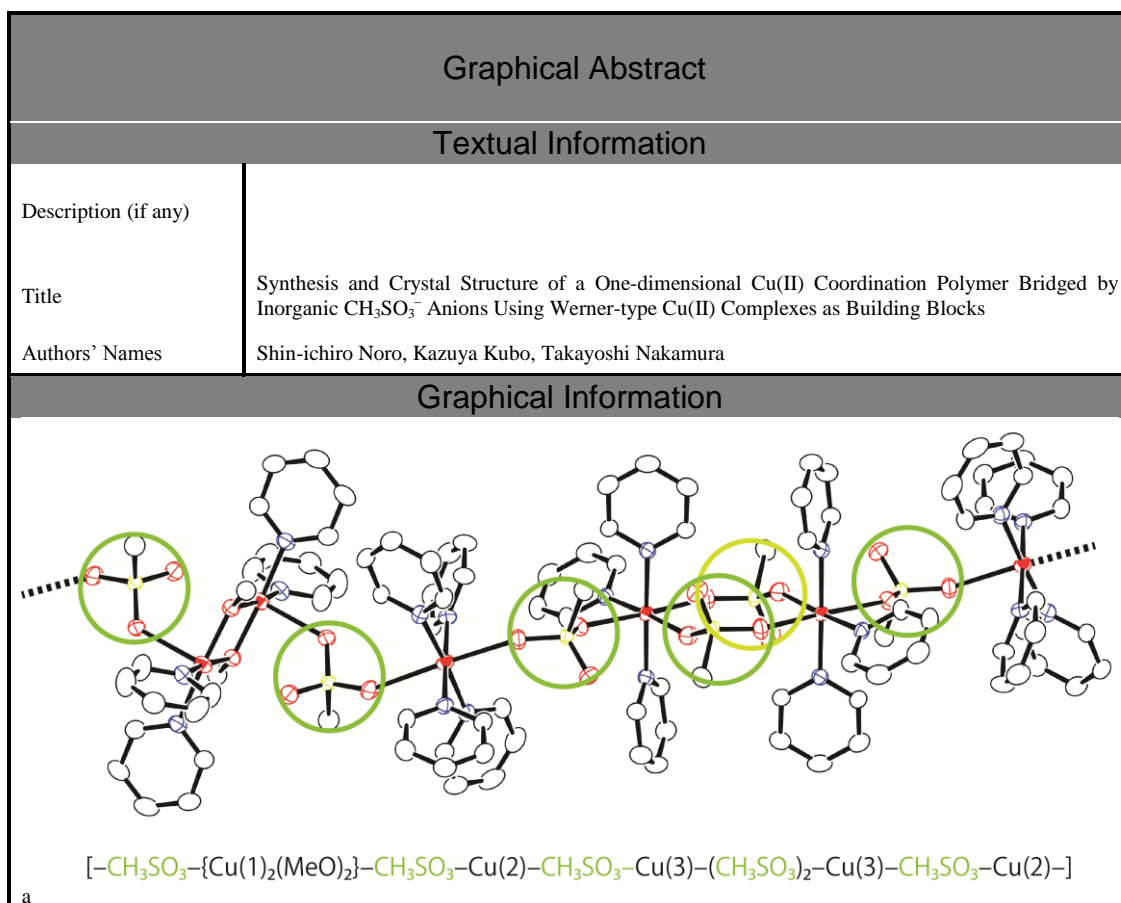 Graphical Abstract
Textual Information
Description (if any)
Title
Synthesis and Crystal Structure of a One-dimensional Cu(II) Coordination Polymer Bridged by
Inorganic CH₃SO₃⁻ Anions Using Werner-type Cu(II) Complexes as Building Blocks
Authors' Names
Shin-ichiro Noro, Kazuya Kubo, Takayoshi Nakamura
Graphical Information
[–CH₃SO₃–{Cu(1)₂(MeO)₂}–CH₃SO₃–Cu(2)–CH₃SO₃–Cu(3)–(CH₃SO₃)₂–Cu(3)–CH₃SO₃–Cu(2)–]
a